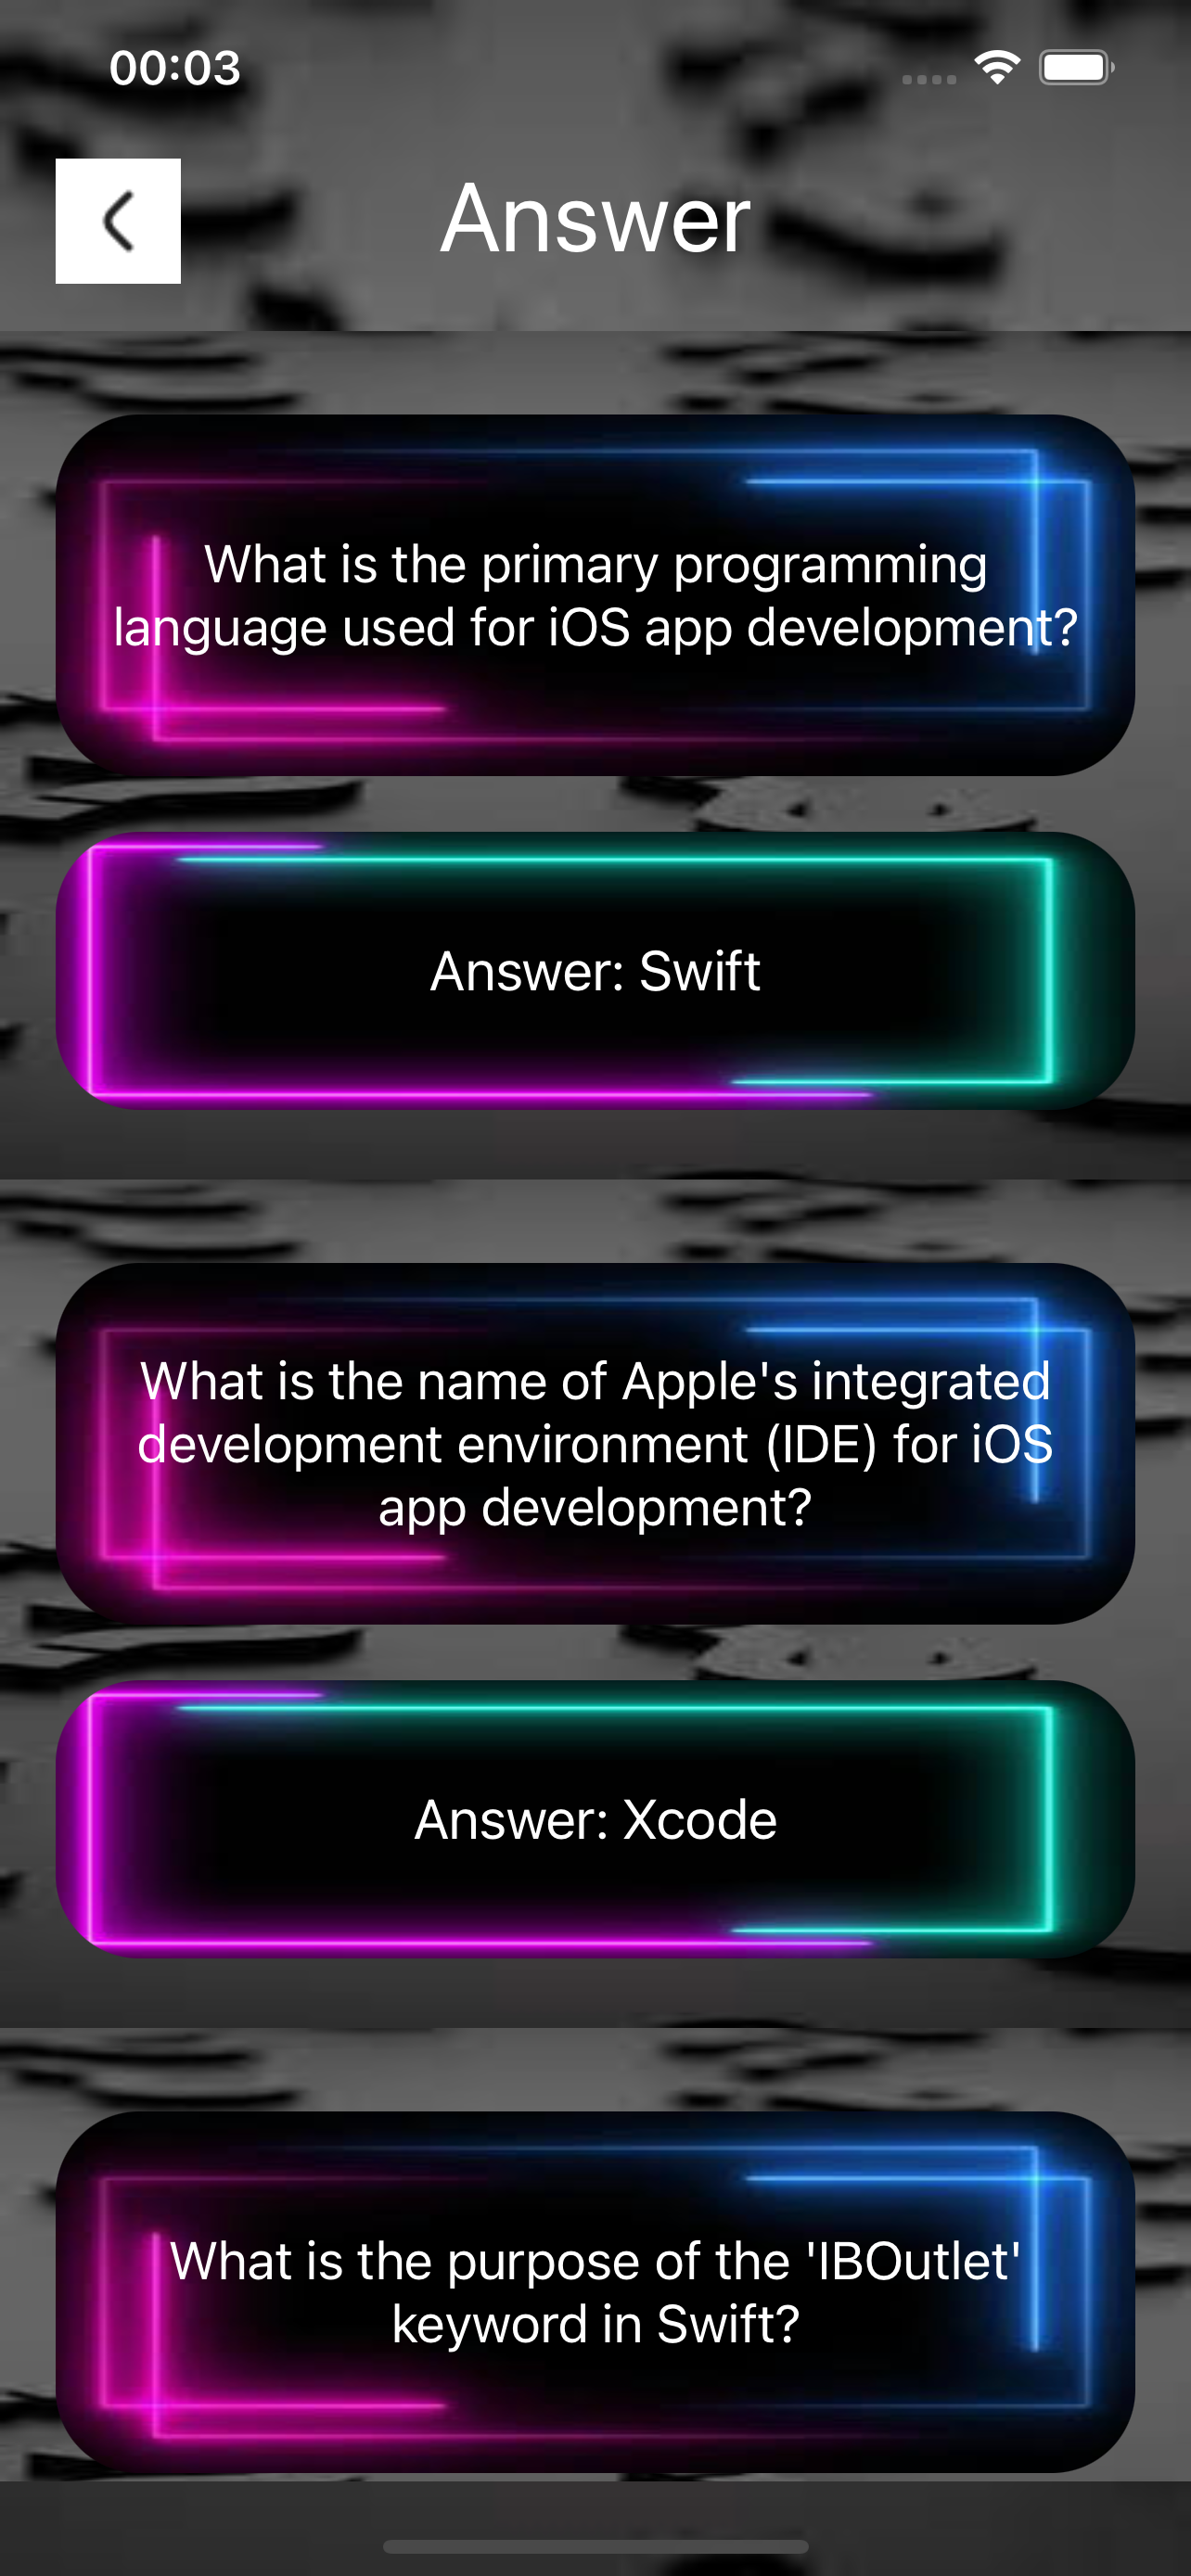 00:03
Answer
What is the primary programming
language used for iOS app development?
Answer: Swift
What is the name of Apple's integrated
development environment (IDE) for iOS
app development?
Answer: Xcode
What is the purpose of the 'IBOutlet'
keyword in Swift?